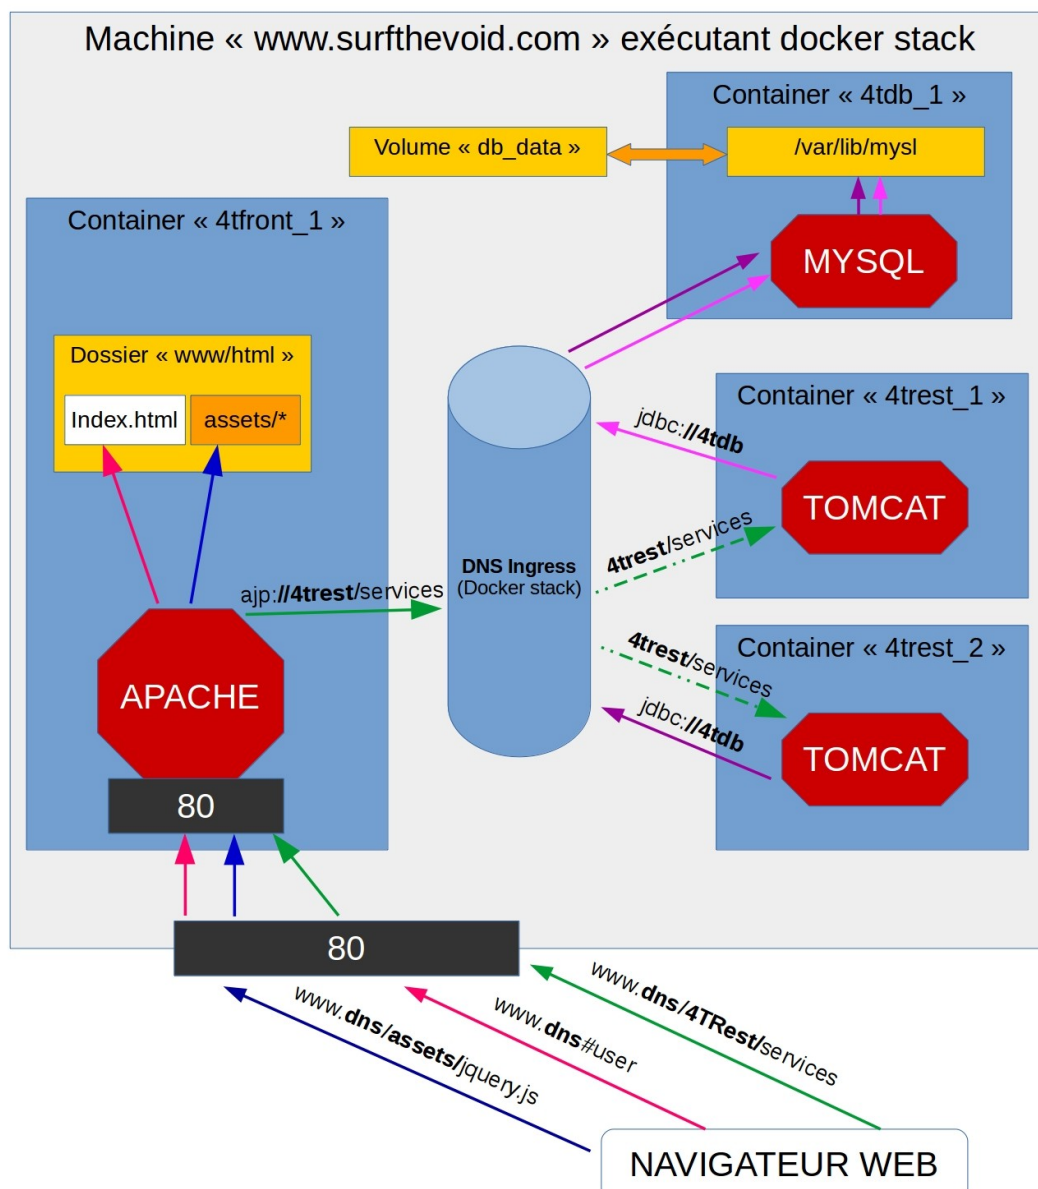 Machine « www.surfthevoid.com » exécutant docker stack
Container « 4tdb_1 »
Volume « db_data »
/var/lib/mysl
MYSQL
Container « 4tfront_1 »
Dossier « www/html »
Index.html
assets/*
Container « 4trest_1 »
jdbc://4tdb
TOMCAT
4trest/services
DNS Ingress
(Docker stack)
ajp://4trest/services
APACHE
80
Container « 4trest_2 »
4trest/services
jdbc://4tdb
TOMCAT
80
www.dns/assets/jquery.js
www.dns#user
www.dns/4TRest/services
NAVIGATEUR WEB